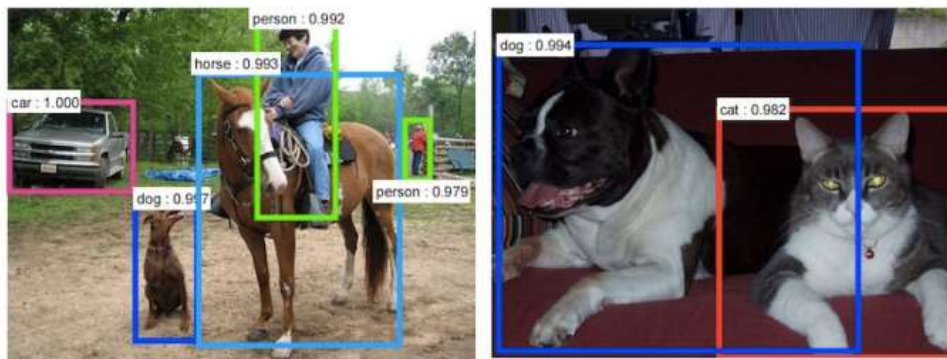 person : 0.992
horse : 0.993
car : 1.000
person : 0.979
dog : 0.997
dog : 0.994
cat : 0.982